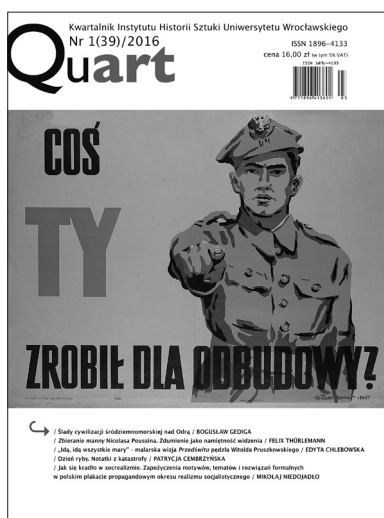 Kwartalnik Instytutu Historii Sztuki Uniwersytetu Wrocławskiego
Nr 1(39)/2016
ISSN 1896-4133
cena 16,00 zł (w tym 5% VAT)
Quart
ISSN 1896-4133
COŚ
TY
ZROBIŁ DLA ODBUDOWY?
/ Ślady cywilizacji śródziemnomorskiej nad Odrą / BOGUSŁAW GEDIGA
/ Zbieranie manny Nicolasa Poussina. Zdumienie jako namiętność widzenia / FELIX THÜRLEMANN
/ „Idą, idą wszystkie mary” – malarska wizja Przedświtu pędzla Witolda Pruszkowskiego / EDYTA CHLEBOWSKA
/ Dzień ryby. Notatki z katastrofy / PATRYCJA CEMBRZYŃSKA
/ Jak się kradło w socrealizmie. Zapożyczenia motywów, tematów i rozwiązań formalnych
w polskim plakacie propagandowym okresu realizmu socjalistycznego / MIKOŁAJ NIEDOJADŁO